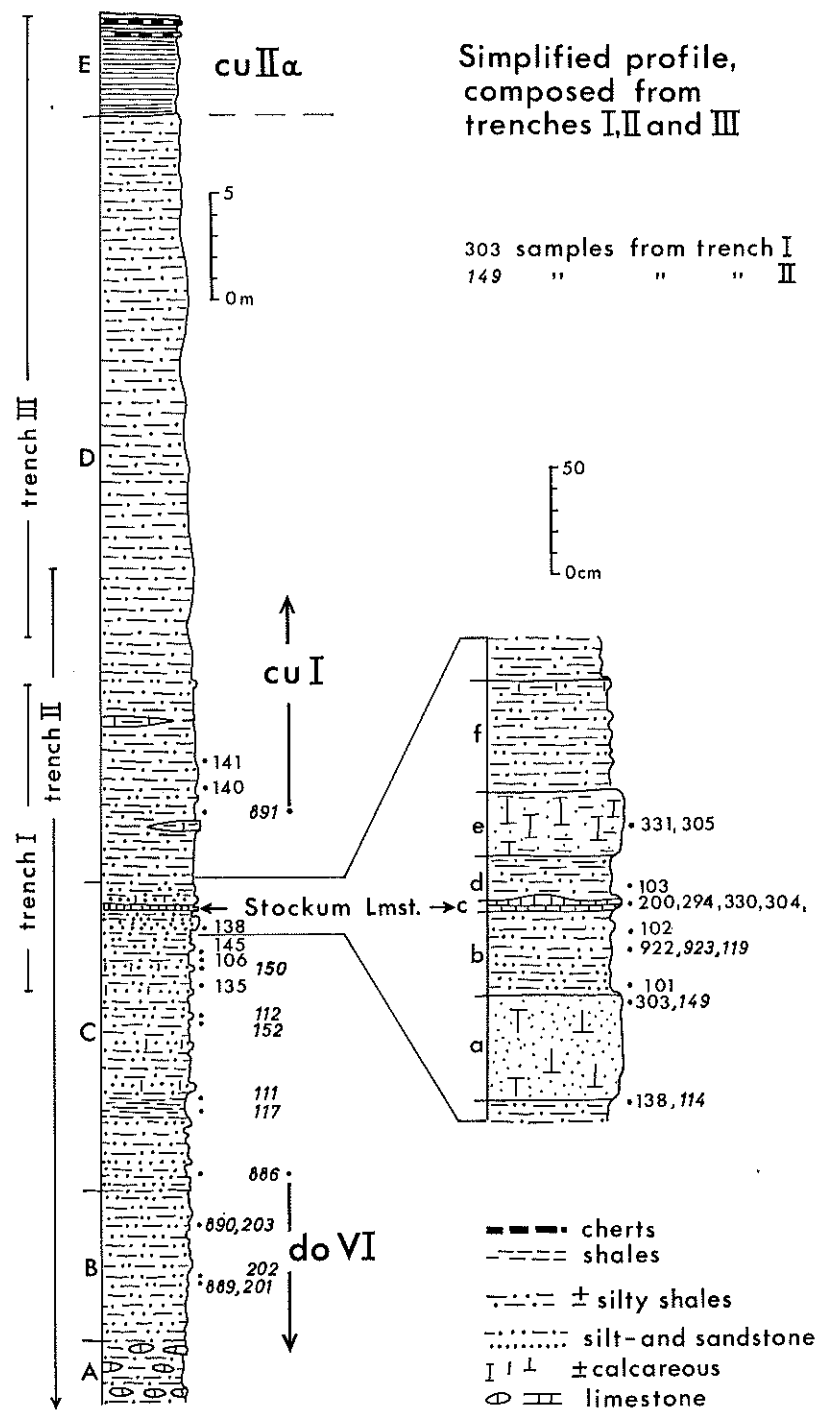 Simplified profile,
composed from
trenches I, II and III
303 samples from trench I
149 " " " II
E
cu IIα
5
0m
trench III
D
50
0cm
trench II
cu I
trench I
141
140
891
Stockum Lmst.
138
145
106
150
135
112
152
C
111
117
886
890,203
do VI
B
202
889,201
A
f
e
331, 305
d
103
c
200,294,330,304,
102
b
922,923,119
101
303,149
a
138,114
cherts
shales
± silty shales
silt- and sandstone
± calcareous
limestone